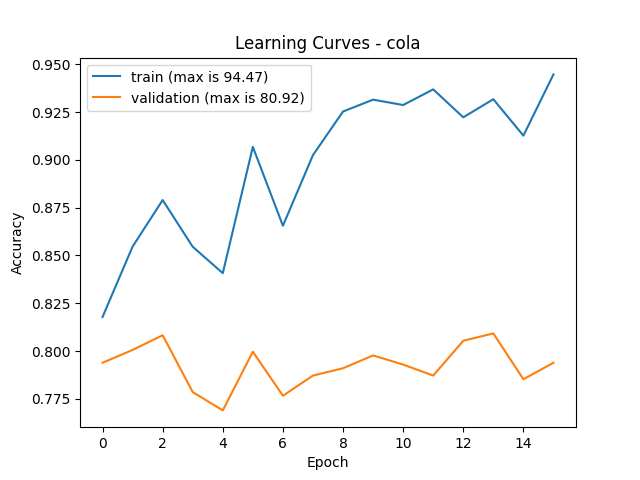 Learning Curves - cola
train (max is 94.47)
validation (max is 80.92)
Accuracy
0.950
0.925
0.900
0.875
0.850
0.825
0.800
0.775
0 2 4 6 8 10 12 14
Epoch